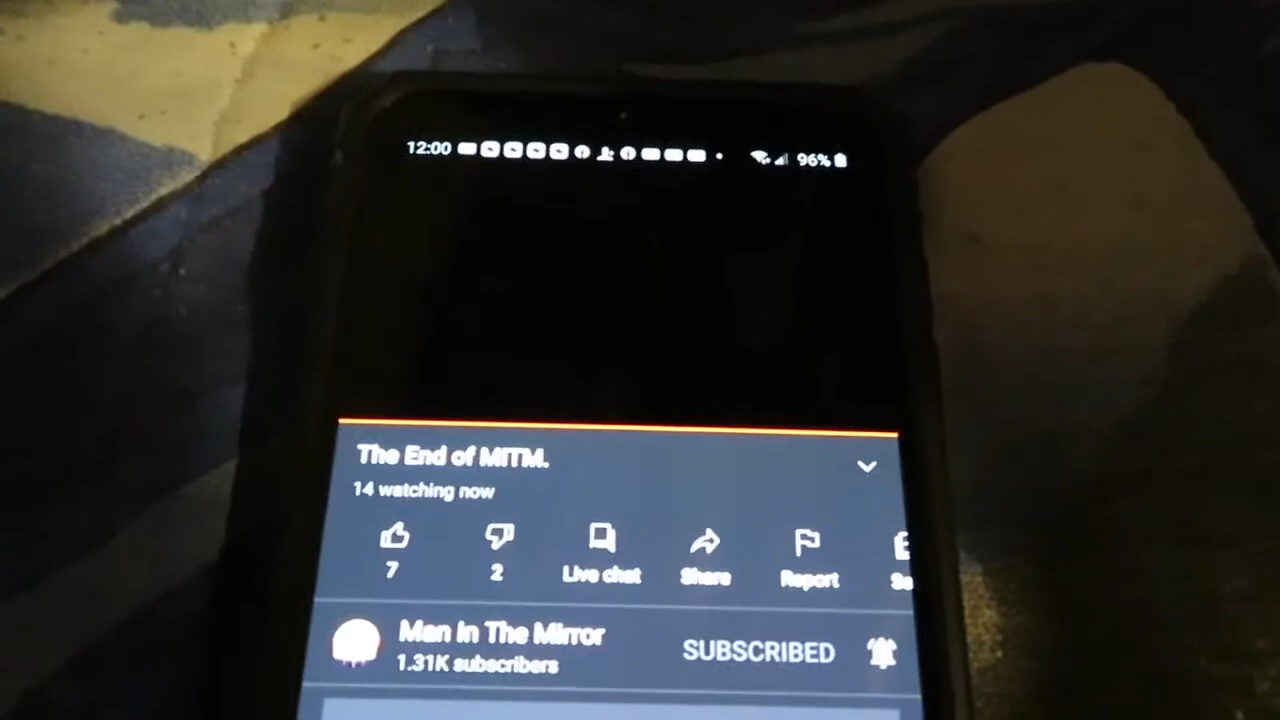 12:00 96%
The End of MITM.
14 watching now
7 2 Live chat Share Report
Man In The Mirror SUBSCRIBED
1.31K subscribers